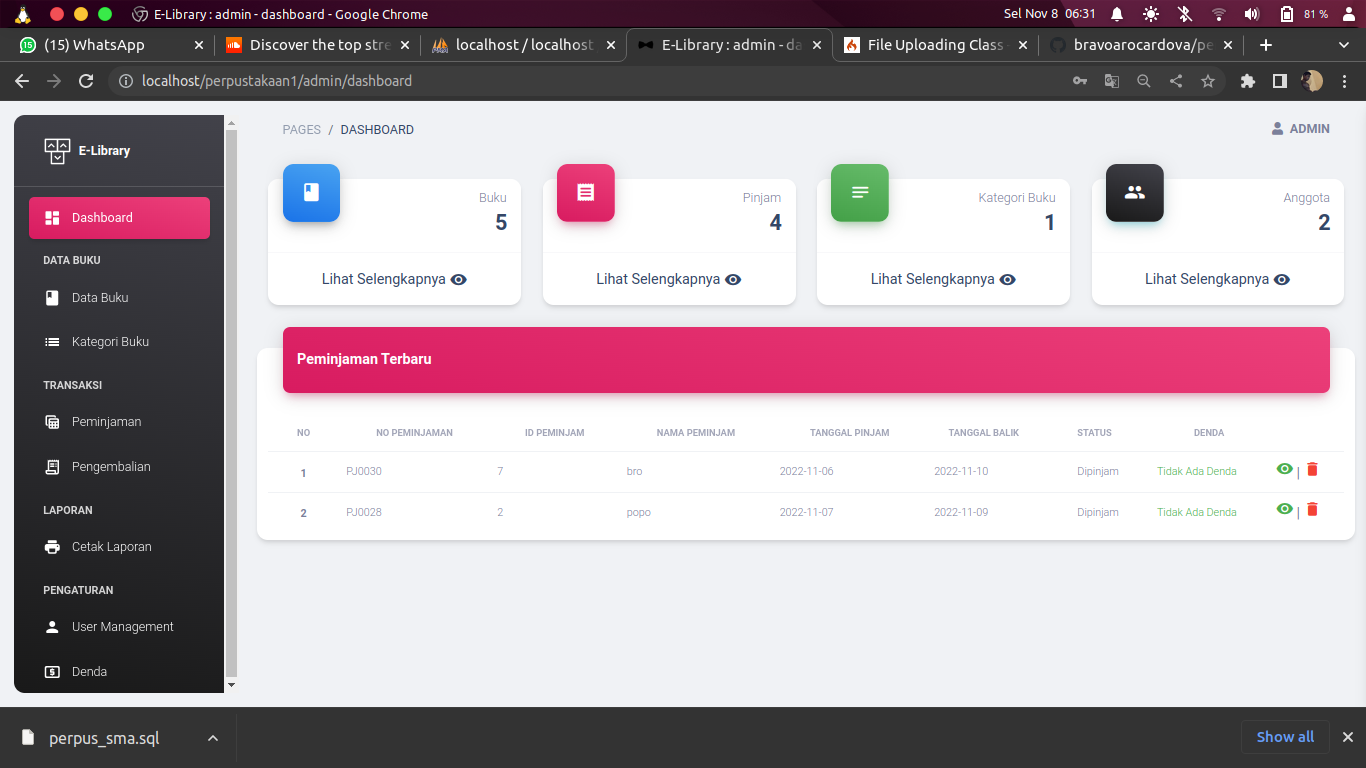 E-Library : admin - dashboard - Google Chrome
Sel Nov 8 06:31
81 %
(15) WhatsApp
Discover the top stre
localhost / localhost
E-Library : admin - da
File Uploading Class
bravoarocardova/pe
localhost/perpustakaan1/admin/dashboard
E-Library
Dashboard
DATA BUKU
Data Buku
Kategori Buku
TRANSAKSI
Peminjaman
Pengembalian
LAPORAN
Cetak Laporan
PENGATURAN
User Management
Denda
PAGES / DASHBOARD
ADMIN
Buku
5
Lihat Selengkapnya
Pinjam
4
Lihat Selengkapnya
Kategori Buku
1
Lihat Selengkapnya
Anggota
2
Lihat Selengkapnya
Peminjaman Terbaru
NO NO PEMINJAMAN ID PEMINJAM NAMA PEMINJAM TANGGAL PINJAM TANGGAL BALIK STATUS DENDA
1 PJ0030 7 bro 2022-11-06 2022-11-10 Dipinjam Tidak Ada Denda |
2 PJ0028 2 popo 2022-11-07 2022-11-09 Dipinjam Tidak Ada Denda |
perpus_sma.sql
Show all